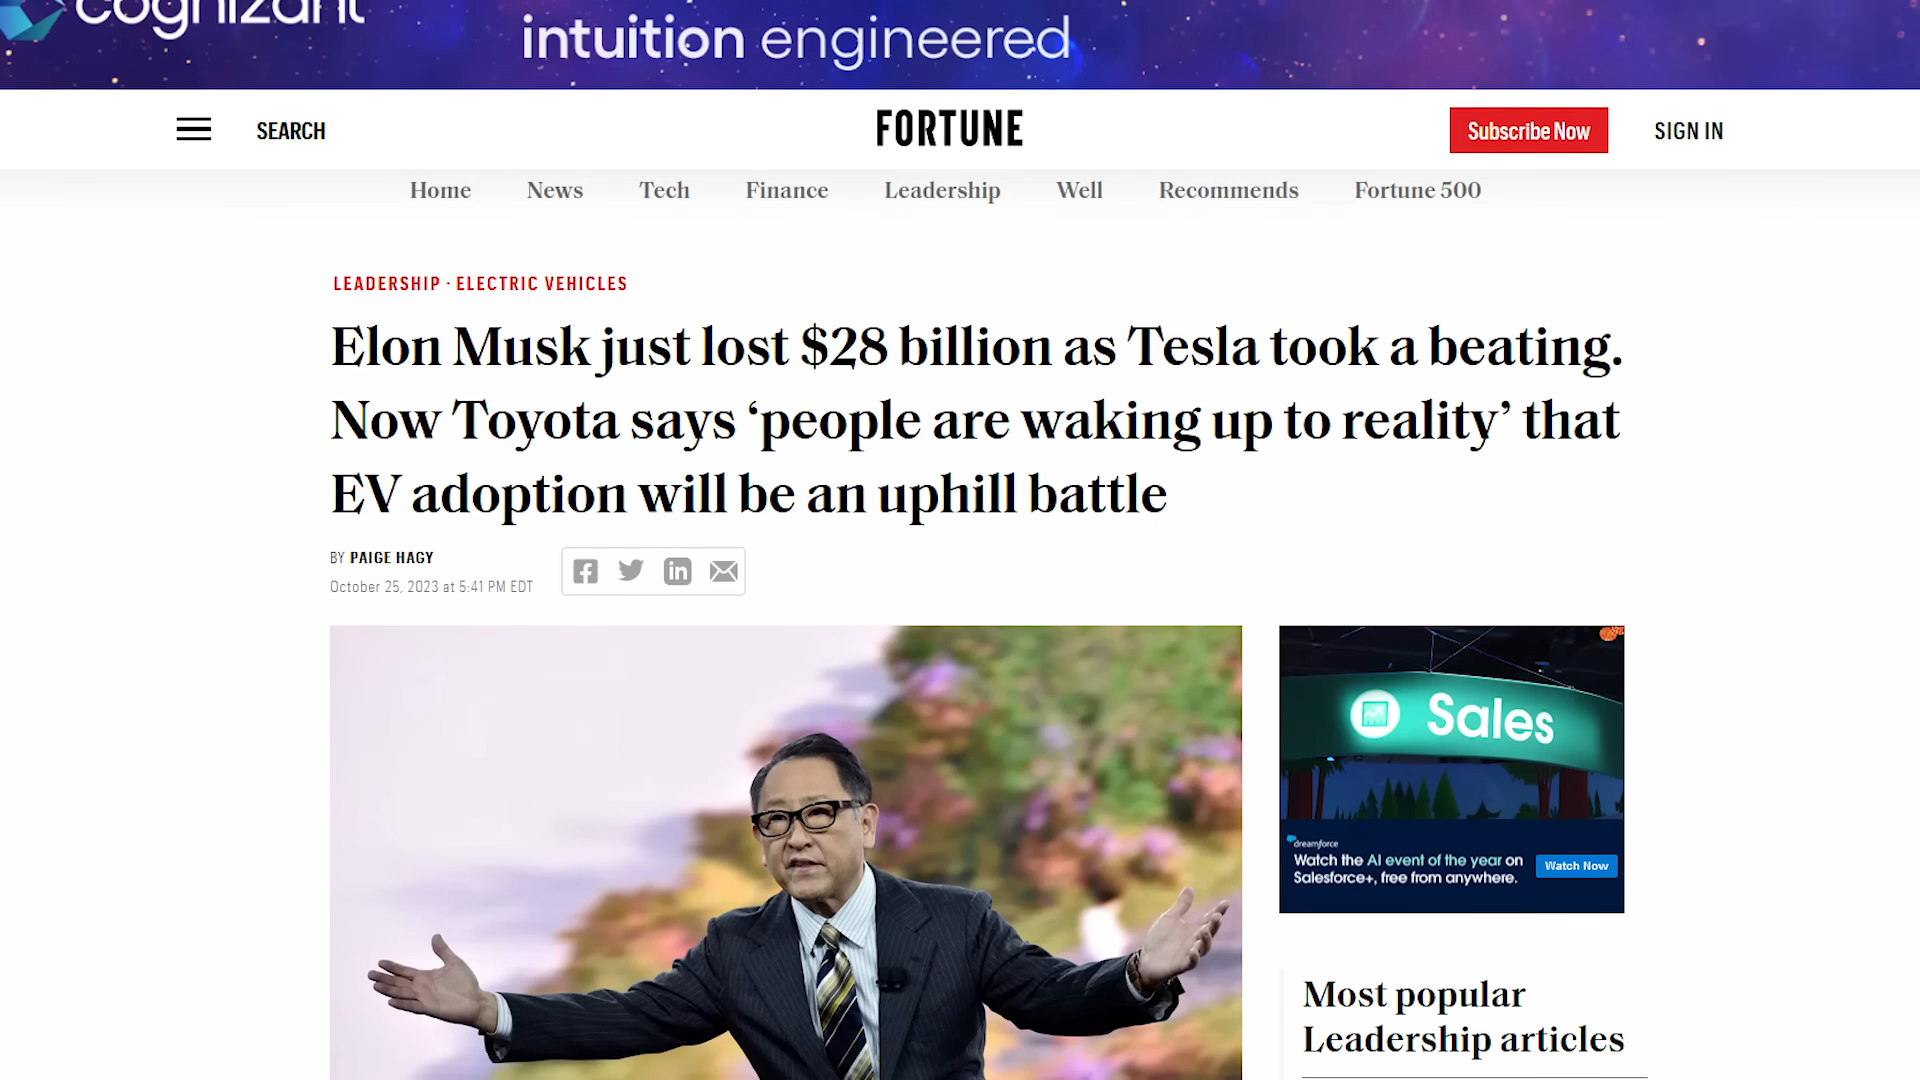 cognizant
intuition engineered
SEARCH
FORTUNE
Subscribe Now
SIGN IN
Home News Tech Finance Leadership Well Recommends Fortune 500
LEADERSHIP · ELECTRIC VEHICLES
Elon Musk just lost $28 billion as Tesla took a beating.
Now Toyota says ‘people are waking up to reality’ that
EV adoption will be an uphill battle
BY PAIGE HAGY
October 25, 2023 at 5:41 PM EDT
in
Sales
dreamforce
Watch the AI event of the year on
Salesforce+, free from anywhere.
Watch Now
Most popular
Leadership articles